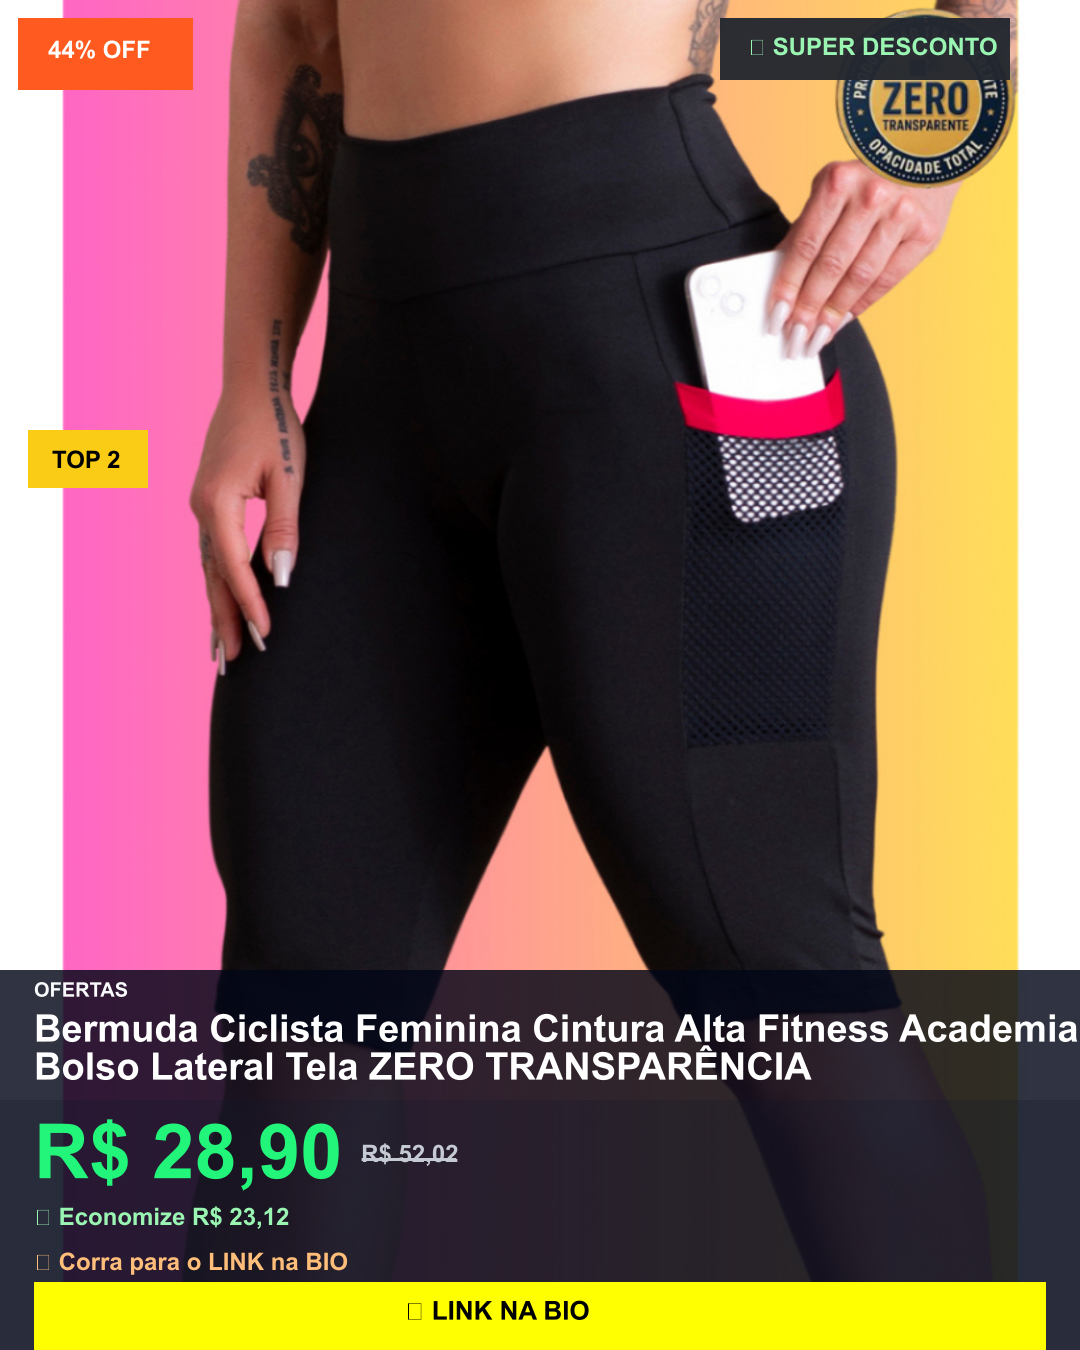 44% OFF
SUPER DESCONTO
ZERO
TRANSPARENTE
OPACIDADE TOTAL
TOP 2
OFERTAS
Bermuda Ciclista Feminina Cintura Alta Fitness Academia
Bolso Lateral Tela ZERO TRANSPARÊNCIA
R$ 28,90 R$ 52,02
Economize R$ 23,12
Corra para o LINK na BIO
LINK NA BIO